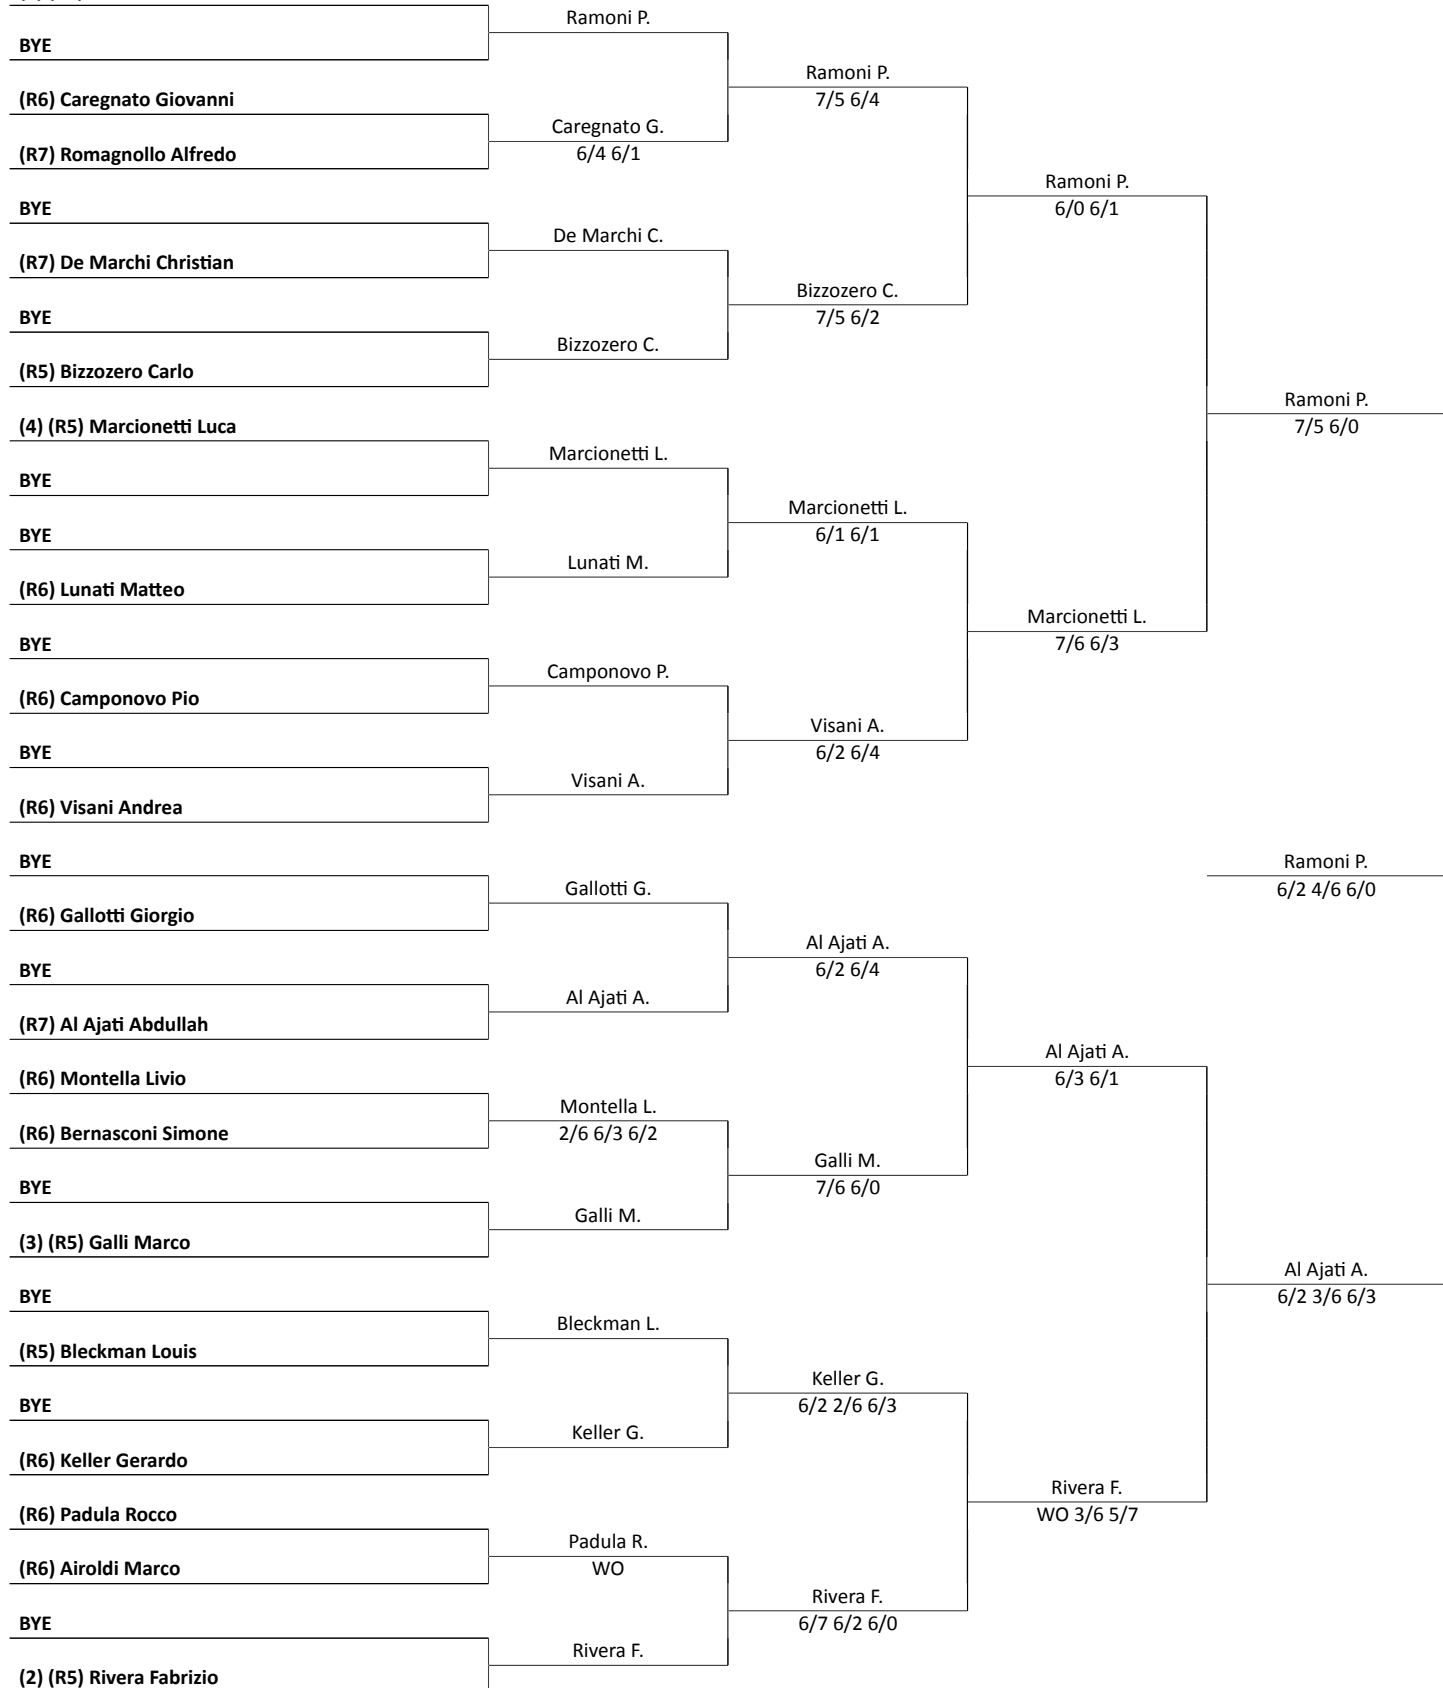 Ramoni P.
BYE
(R6) Caregnato Giovanni
Ramoni P.
7/5 6/4
Caregnato G.
6/4 6/1
(R7) Romagnollo Alfredo
Ramoni P.
6/0 6/1
BYE
De Marchi C.
(R7) De Marchi Christian
Bizzozero C.
7/5 6/2
BYE
Bizzozero C.
(R5) Bizzozero Carlo
Ramoni P.
7/5 6/0
(4) (R5) Marcionetti Luca
Marcionetti L.
BYE
Marcionetti L.
6/1 6/1
BYE
Lunati M.
(R6) Lunati Matteo
Marcionetti L.
7/6 6/3
BYE
Camponovo P.
(R6) Camponovo Pio
Visani A.
6/2 6/4
BYE
Visani A.
(R6) Visani Andrea
BYE
Ramoni P.
6/2 4/6 6/0
Gallotti G.
(R6) Gallotti Giorgio
Al Ajati A.
6/2 6/4
BYE
Al Ajati A.
(R7) Al Ajati Abdullah
Al Ajati A.
6/3 6/1
(R6) Montella Livio
Montella L.
2/6 6/3 6/2
(R6) Bernasconi Simone
Galli M.
7/6 6/0
BYE
Galli M.
(3) (R5) Galli Marco
Al Ajati A.
6/2 3/6 6/3
BYE
Bleckman L.
(R5) Bleckman Louis
Keller G.
6/2 2/6 6/3
BYE
Keller G.
(R6) Keller Gerardo
Rivera F.
WO 3/6 5/7
(R6) Padula Rocco
Padula R.
WO
(R6) Airoldi Marco
Rivera F.
6/7 6/2 6/0
BYE
Rivera F.
(2) (R5) Rivera Fabrizio